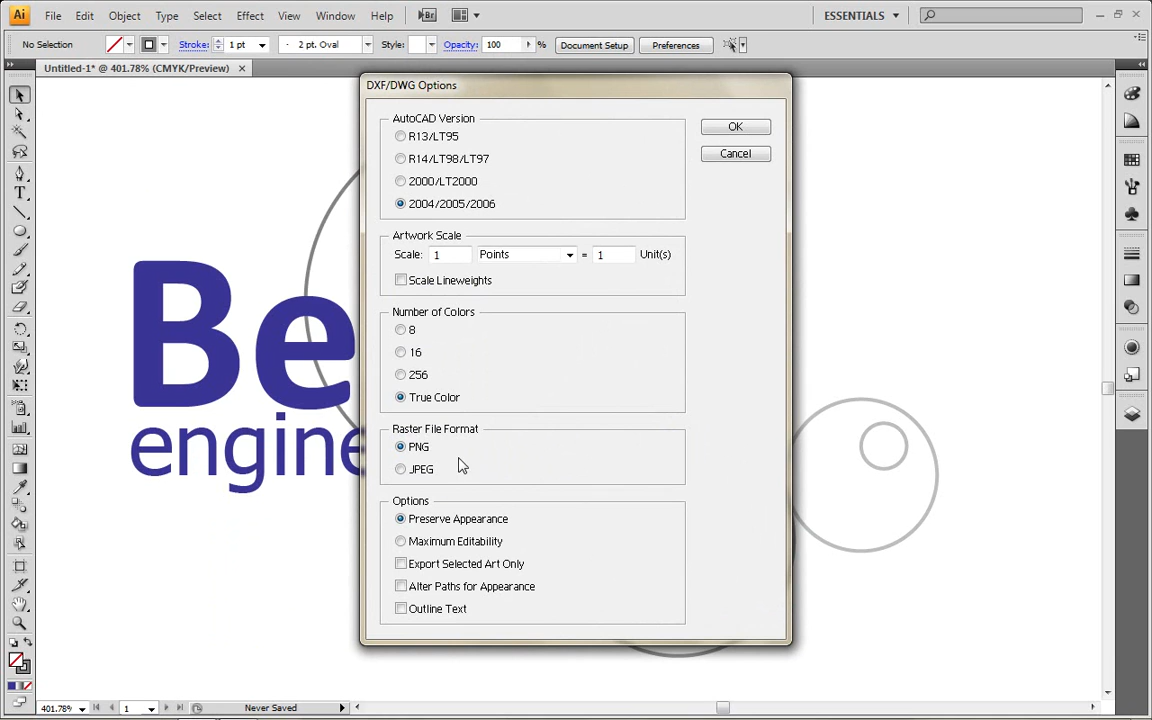 Ai File Edit Object Type Select Effect View Window Help Br ESSENTIALS
No Selection Stroke: 1 pt 2 pt. Oval Style: Opacity: 100 % Document Setup Preferences
Untitled-1* @ 401.78% (CMYK/Preview)
DXF/DWG Options
AutoCAD Version
R13/LT95
R14/LT98/LT97
2000/LT2000
2004/2005/2006
OK
Cancel
Artwork Scale
Scale: 1 Points = 1 Unit(s)
Scale Lineweights
Number of Colors
8
16
256
True Color
Raster File Format
PNG
JPEG
Options
Preserve Appearance
Maximum Editability
Export Selected Art Only
Alter Paths for Appearance
Outline Text
Be
engine
401.78% 1 Never Saved